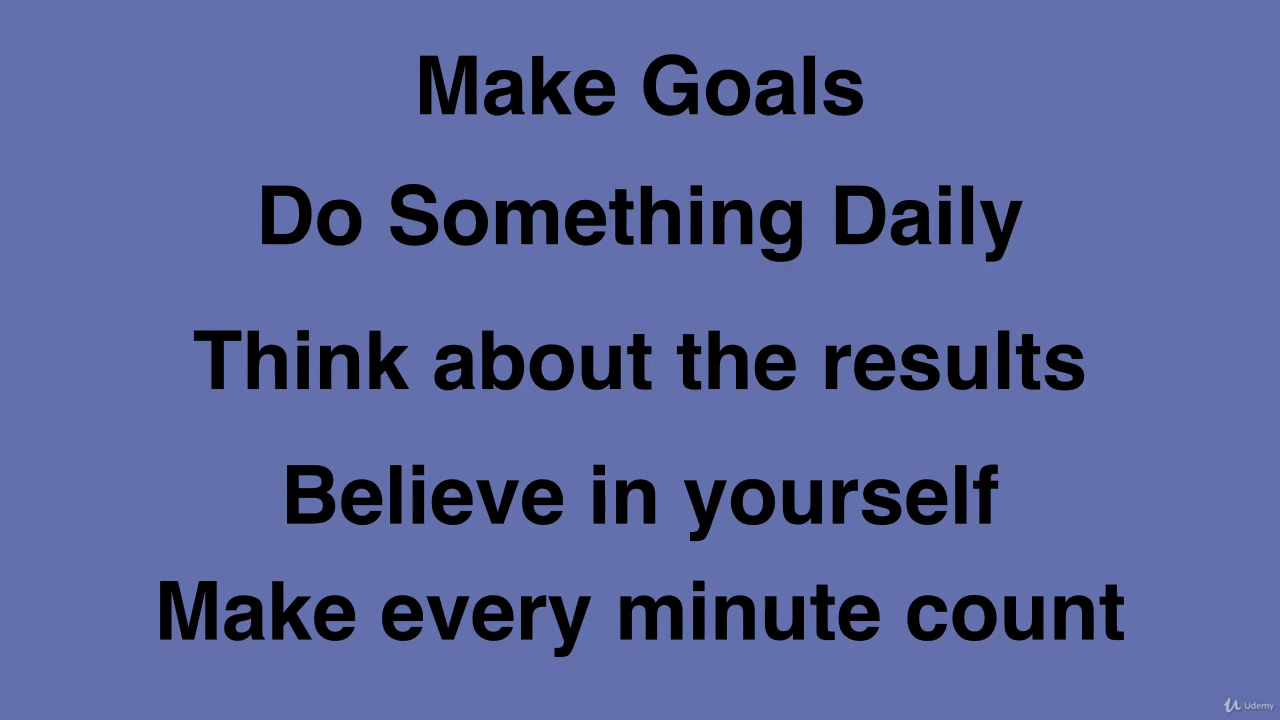 Make Goals
Do Something Daily
Think about the results
Believe in yourself
Make every minute count
Udemy